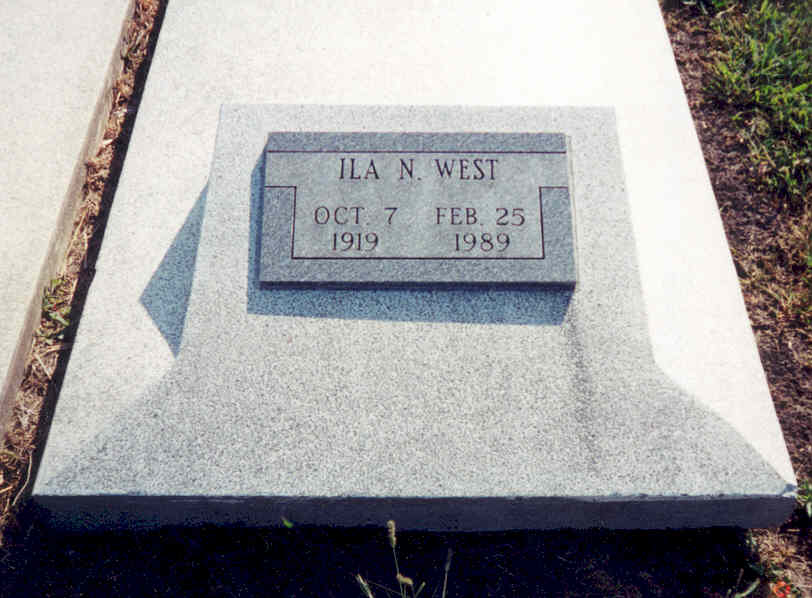 ILA N. WEST
OCT. 7 FEB. 25
1919 1989